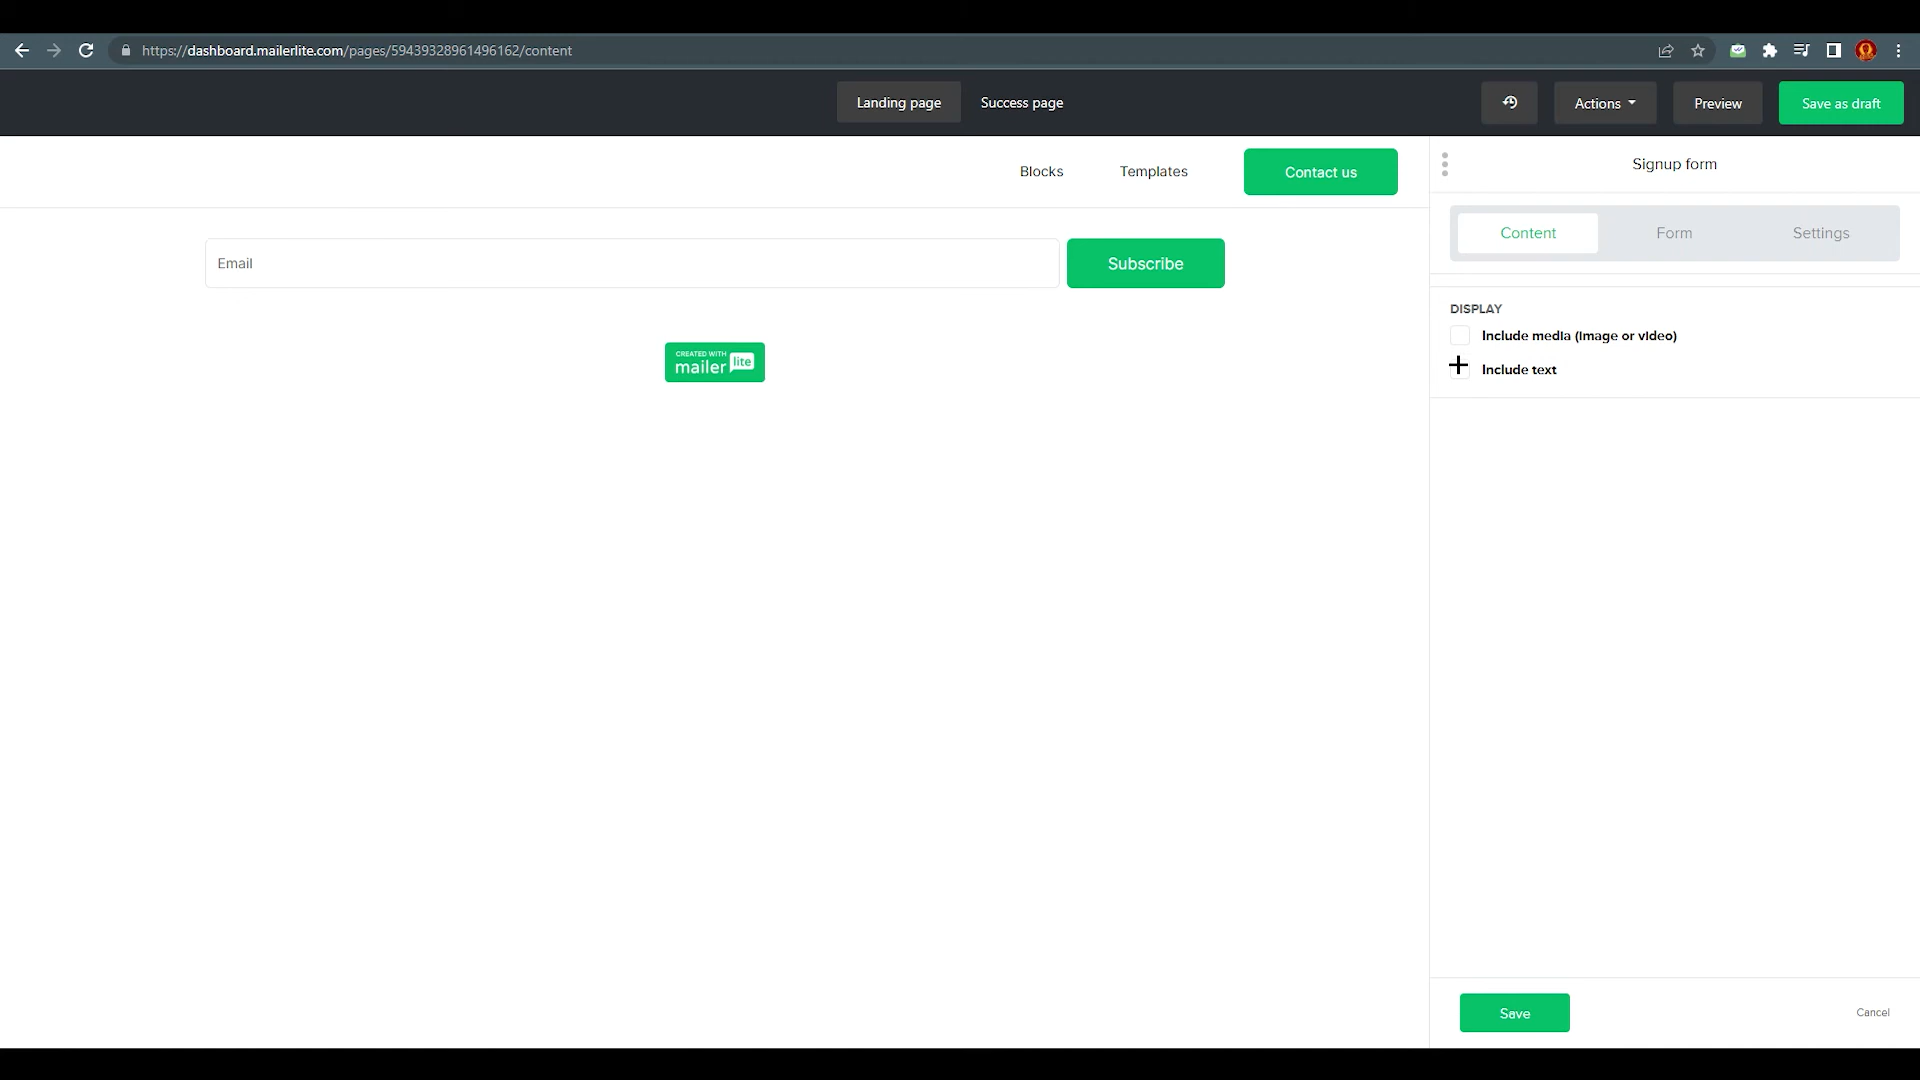 https://dashboard.mailerlite.com/pages/59439328961496162/content
Landing page
Success page
Actions
Preview
Save as draft
Blocks
Templates
Contact us
Signup form
Content
Form
Settings
Email
Subscribe
DISPLAY
Include media (image or video)
Include text
CREATED WITH
mailer lite
Save
Cancel